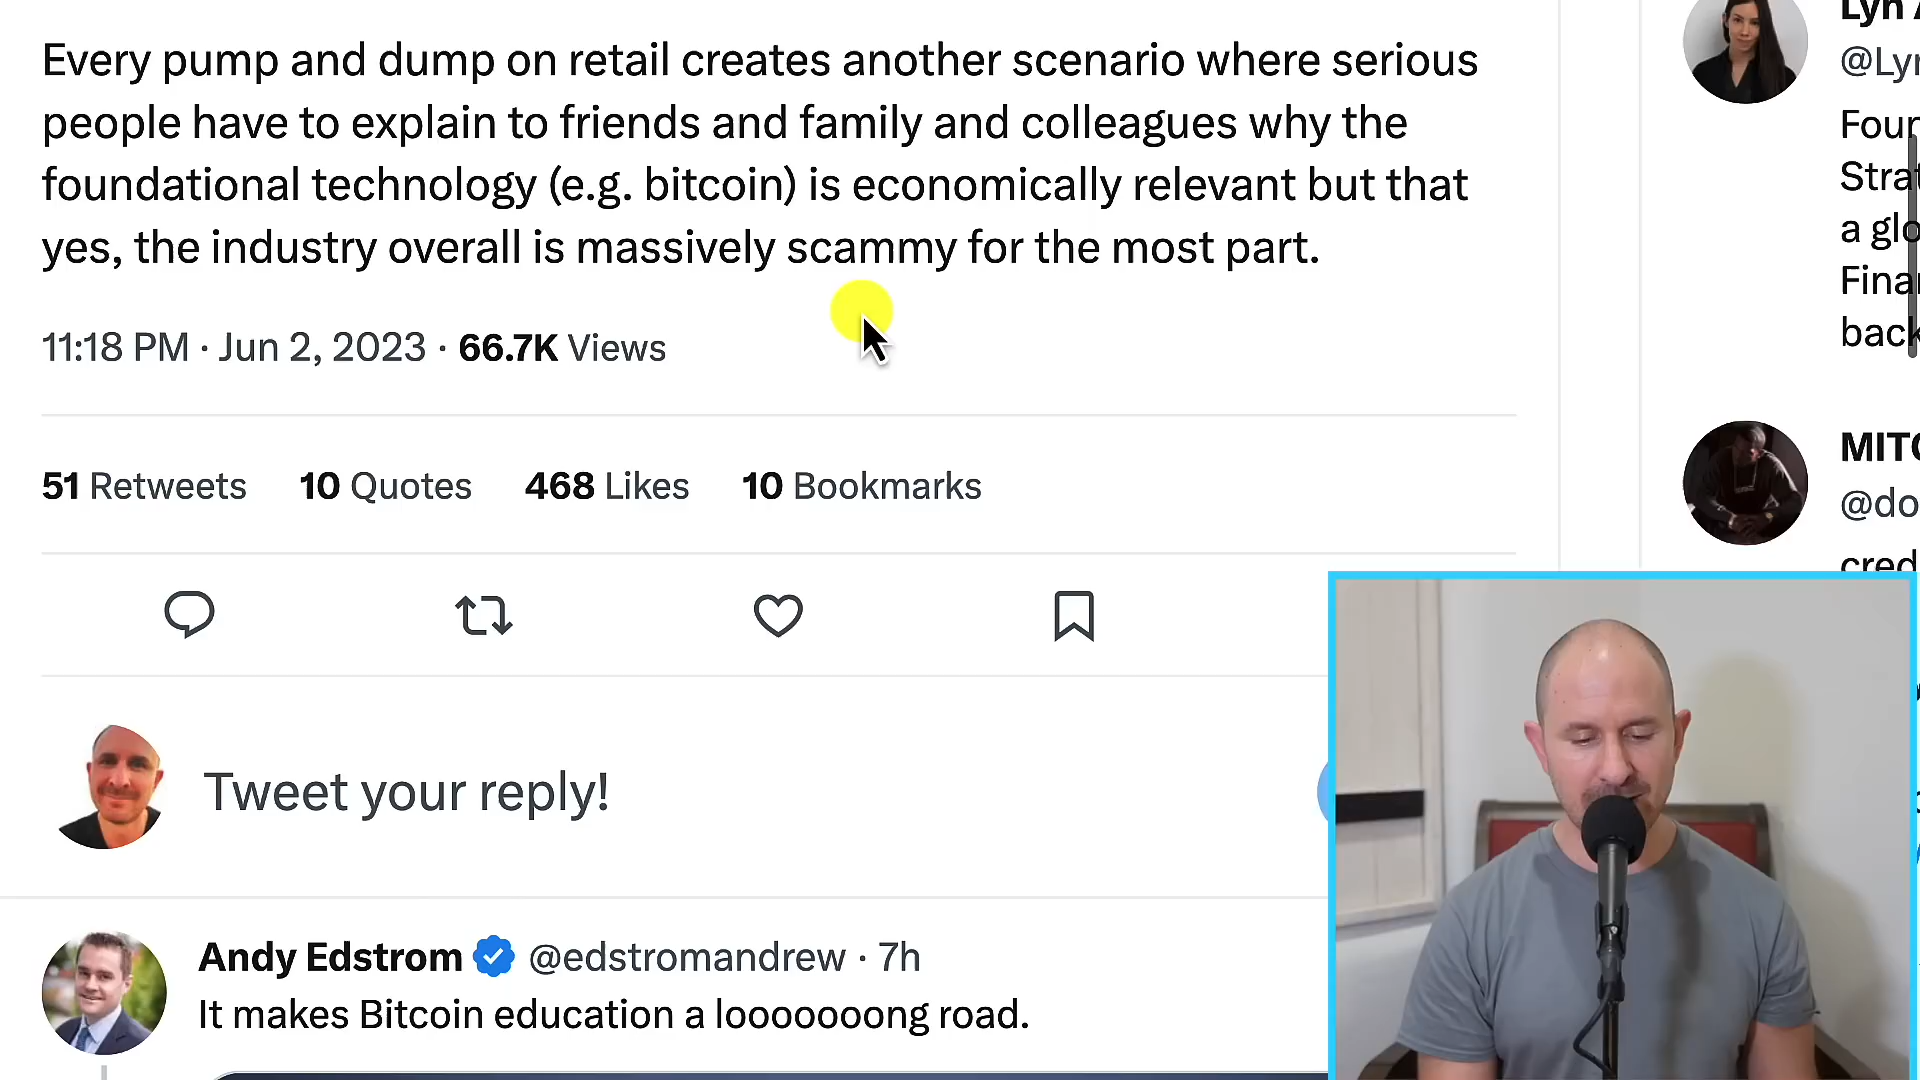 Every pump and dump on retail creates another scenario where serious
people have to explain to friends and family and colleagues why the
foundational technology (e.g. bitcoin) is economically relevant but that
yes, the industry overall is massively scammy for the most part.
11:18 PM · Jun 2, 2023 · 66.7K Views
51 Retweets 10 Quotes 468 Likes 10 Bookmarks
Tweet your reply!
Andy Edstrom @edstromandrew · 7h
It makes Bitcoin education a looooooong road.
Lyn
@Lyn
a
back